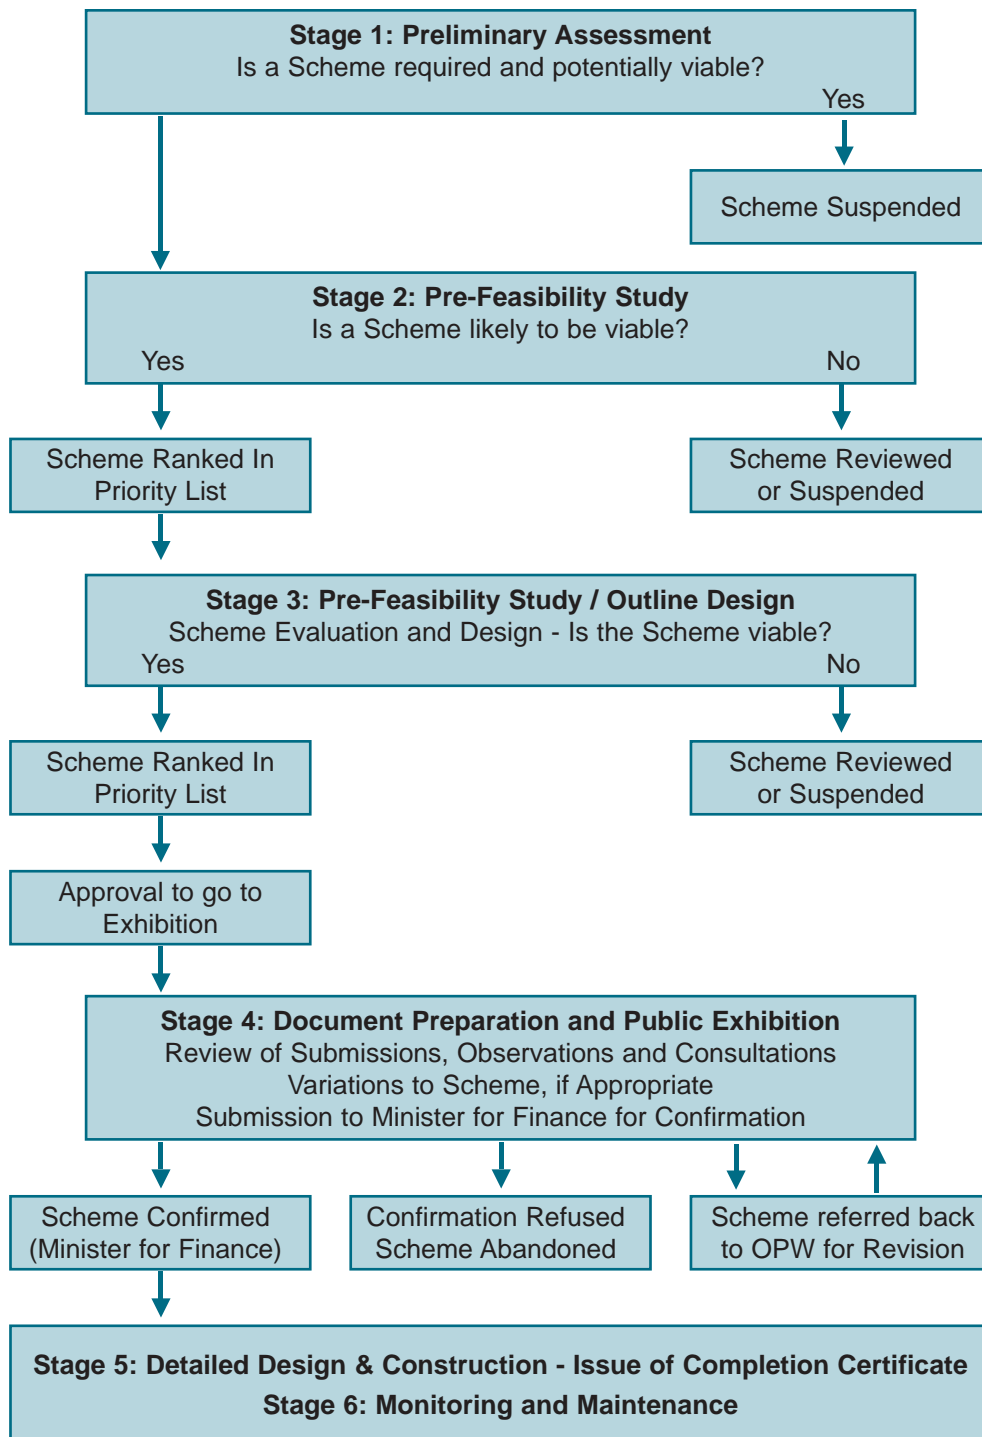 Stage 1: Preliminary Assessment
Is a Scheme required and potentially viable?
Yes
Scheme Suspended
Stage 2: Pre-Feasibility Study
Is a Scheme likely to be viable?
Yes No
Scheme Ranked In
Priority List
Scheme Reviewed
or Suspended
Stage 3: Pre-Feasibility Study / Outline Design
Scheme Evaluation and Design - Is the Scheme viable?
Yes No
Scheme Ranked In
Priority List
Scheme Reviewed
or Suspended
Approval to go to
Exhibition
Stage 4: Document Preparation and Public Exhibition
Review of Submissions, Observations and Consultations
Variations to Scheme, if Appropriate
Submission to Minister for Finance for Confirmation
Scheme Confirmed
(Minister for Finance)
Confirmation Refused
Scheme Abandoned
Scheme referred back
to OPW for Revision
Stage 5: Detailed Design & Construction - Issue of Completion Certificate
Stage 6: Monitoring and Maintenance